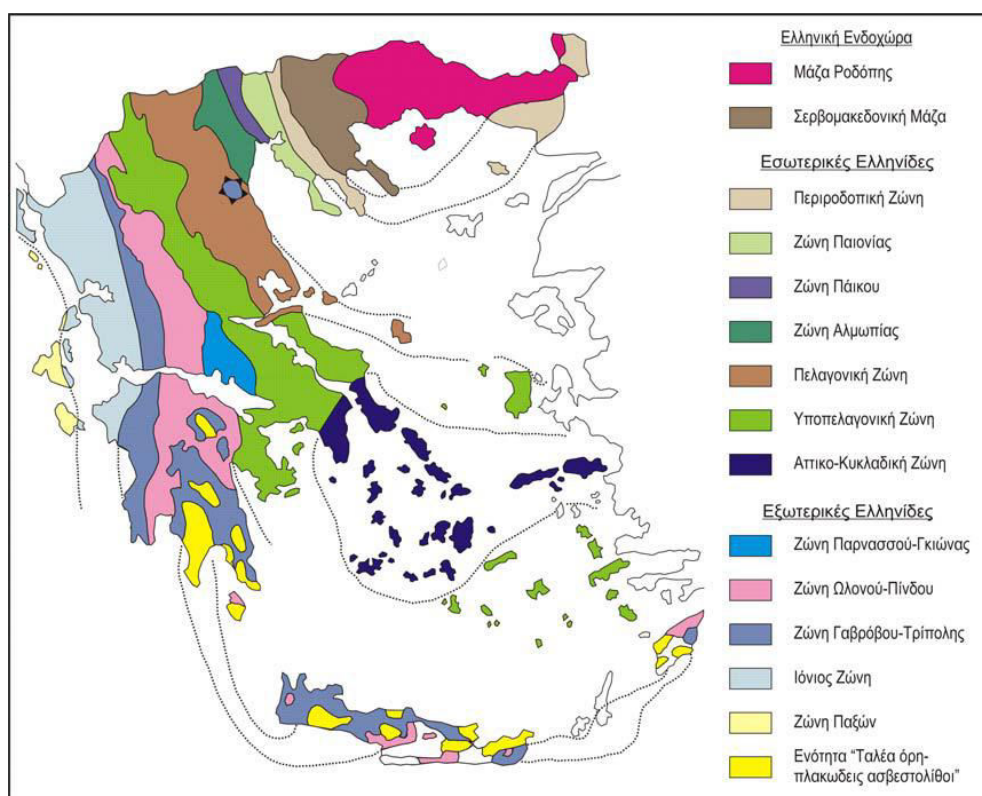 Ελληνική Ενδοχώρα
Μάζα Ροδόπης
Σερβομακεδονική Μάζα
Εσωτερικές Ελληνίδες
Περιροδοπική Ζώνη
Ζώνη Παιονίας
Ζώνη Πάικου
Ζώνη Αλμωπίας
Πελαγονική Ζώνη
Υποπελαγονική Ζώνη
Αττικο-Κυκλαδική Ζώνη
Εξωτερικές Ελληνίδες
Ζώνη Παρνασσού-Γκιώνας
Ζώνη Ωλονού-Πίνδου
Ζώνη Γαβρόβου-Τρίπολης
Ιόνιος Ζώνη
Ζώνη Παξών
Ενότητα “Ταλέα όρη-
πλακωδεις ασβεστολίθοι”